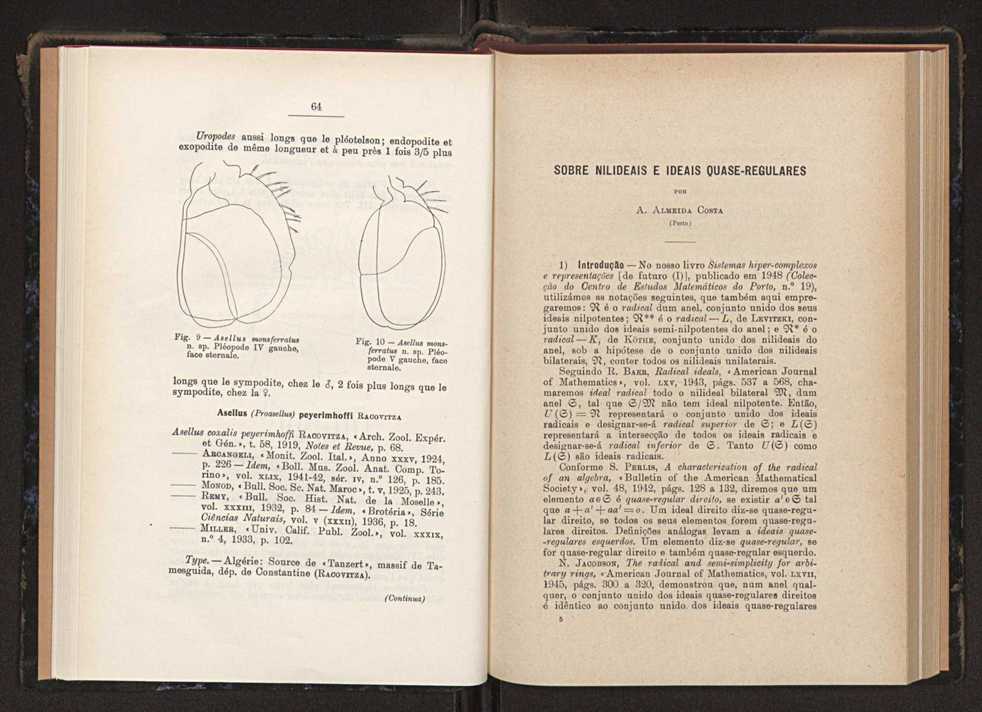 64
Uropodes aussi longs que le pléotelson; endopodite et
exopodite de même longueur et à peu près 1 fois 3/5 plus
Fig. 9 — Asellus monsferratus
n. sp. Pléopode IV gauche,
face sternale.
Fig. 10 — Asellus mons-
ferratus n. sp. Pléo-
pode V gauche, face
sternale.
longs que le sympodite, chez le ♂, 2 fois plus longs que le
sympodite, chez la ♀.
Asellus (Proasellus) peyerimhoffi RACOVITZA
Asellus coxalis peyerimhoffi RACOVITZA, «Arch. Zool. Expér.
et Gén.», t. 58, 1919, Notes et Revue, p. 68.
—— ARCANGELI, «Monit. Zool. Ital.», Anno XXXV, 1924,
p. 226 — Idem, «Boll. Mus. Zool. Anat. Comp. To-
rino», vol. XLIX, 1941-42, sér. IV, n.º 126, p. 185.
—— MONOD, «Bull. Soc. Sc. Nat. Maroc», t. V, 1925, p. 243.
—— REMY, «Bull. Soc. Hist. Nat. de la Moselle»,
vol. XXXIII, 1932, p. 84 — Idem, «Brotéria», Série
Ciências Naturais, vol. V (XXXII), 1936, p. 18.
—— MILLER, «Univ. Calif. Publ. Zool.», vol. XXXIX,
n.º 4, 1933, p. 102.
Type. — Algérie: Source de «Tanzert», massif de Ta-
mesguida, dép. de Constantine (RACOVITZA).
(Continua)
SOBRE NILIDEAIS E IDEAIS QUASE-REGULARES
POR
A. ALMEIDA COSTA
(Porto)
1) Introdução — No nosso livro Sistemas hiper-complexos
e representações [de futuro (I)], publicado em 1948 (Colec-
ção do Centro de Estudos Matemáticos do Porto, n.º 19),
utilizámos as notações seguintes, que também aqui empre-
garemos: ℜ é o radical dum anel, conjunto unido dos seus
ideais nilpotentes; ℜ** é o radical — L, de LEVITZKI, con-
junto unido dos ideais semi-nilpotentes do anel; e ℜ* é o
radical — K, de KÖTHE, conjunto unido dos nilideais do
anel, sob a hipótese de o conjunto unido dos nilideais
bilaterais, 𝔑, conter todos os nilideais unilaterais.
Seguindo R. BAER, Radical ideals, «American Journal
of Mathematics», vol. LXV, 1943, págs. 537 a 568, cha-
maremos ideal radical todo o nilideal bilateral 𝔐, dum
anel 𝔖, tal que 𝔖/𝔐 não tem ideal nilpotente. Então,
U(𝔖) = 𝔑 representará o conjunto unido dos ideais
radicais e designar-se-á radical superior de 𝔖; e L(𝔖)
representará a intersecção de todos os ideais radicais e
designar-se-á radical inferior de 𝔖. Tanto U(𝔖) como
L(𝔖) são ideais radicais.
Conforme S. PERLIS, A characterization of the radical
of an algebra, «Bulletin of the American Mathematical
Society», vol. 48, 1942, págs. 128 a 132, diremos que um
elemento a∈𝔖 é quase-regular direito, se existir a'∈𝔖 tal
que a + a' + aa' = o. Um ideal direito diz-se quase-regu-
lar direito, se todos os seus elementos forem quase-regu-
lares direitos. Definições análogas levam a ideais quase-
-regulares esquerdos. Um elemento diz-se quase-regular, se
for quase-regular direito e também quase-regular esquerdo.
N. JACOBSON, The radical and semi-simplicity for arbi-
trary rings, «American Journal of Mathematics, vol. LXVII,
1945, págs. 300 a 320, demonstrou que, num anel qual-
quer, o conjunto unido dos ideais quase-regulares direitos
é idêntico ao conjunto unido dos ideais quase-regulares
5